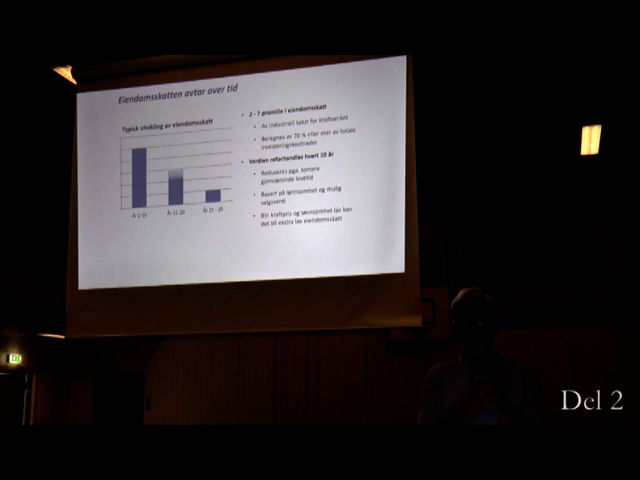 Eiendomsskatten avtar over tid
Typisk utvikling av eiendomsskatt
År 1-10
År 11-20
År 21 - 25
• 2 - 7 promille i eiendomsskatt
• Av industriell takst for kraftverket
• Beregnes av 70 % eller mer av totale
investeringskostnader
• Verdien reforhandles hvert 10 år
• Reduseres pga. kortere
gjenværende levetid
• Basert på lønnsomhet og mulig
salgsverdi
• Blir kraftpris og lønnsomhet lav kan
det bli ekstra lav eiendomsskatt
Del 2